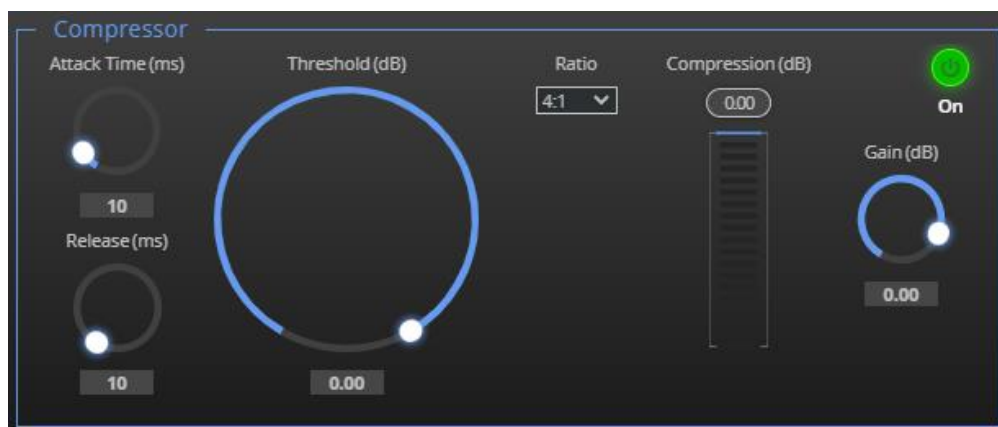 Compressor
Attack Time (ms)
10
Release (ms)
10
Threshold (dB)
0.00
Ratio
4:1
Compression (dB)
0.00
On
Gain (dB)
0.00